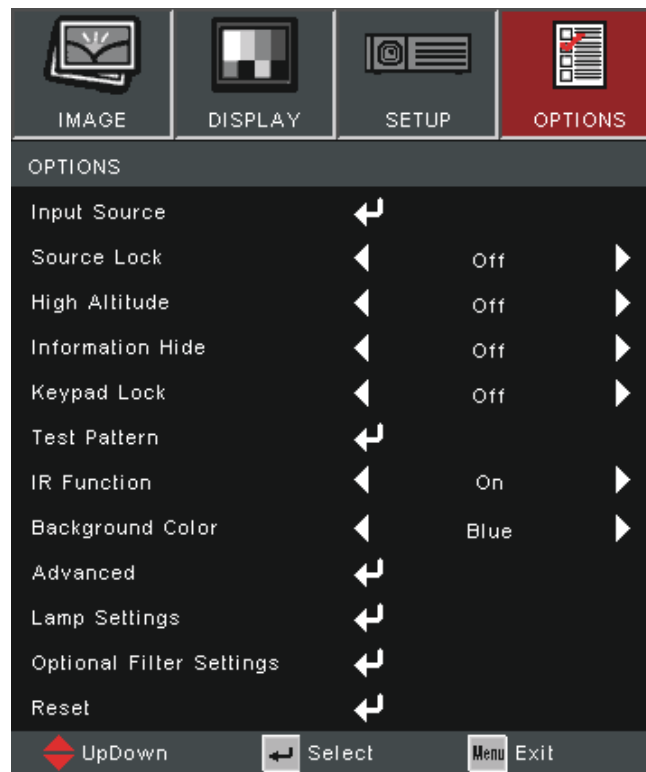 IMAGE DISPLAY SETUP OPTIONS
OPTIONS
Input Source
Source Lock Off
High Altitude Off
Information Hide Off
Keypad Lock Off
Test Pattern
IR Function On
Background Color Blue
Advanced
Lamp Settings
Optional Filter Settings
Reset
UpDown Select Menu Exit